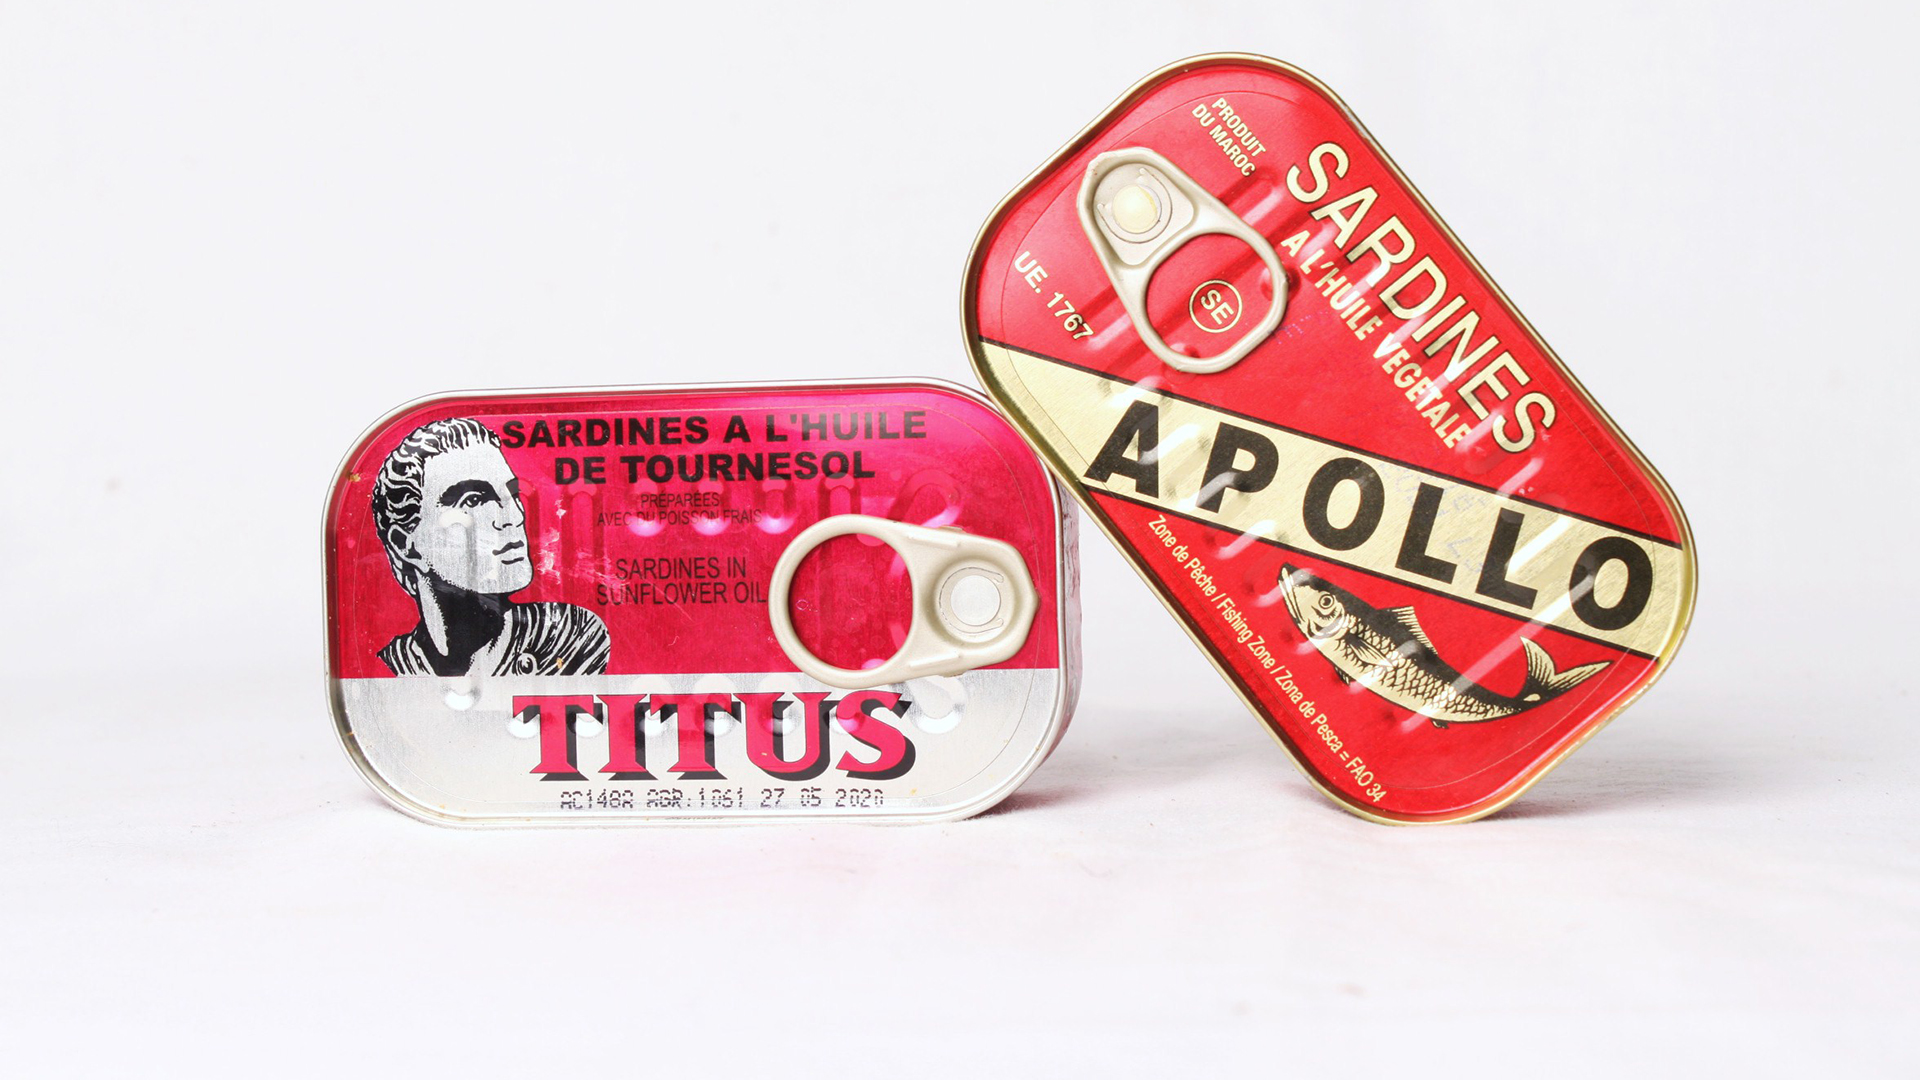 SARDINES A L'HUILE
DE TOURNESOL
PRÉPARÉES
AVEC DU POISSON FRAIS
SARDINES IN
SUNFLOWER OIL
TITUS
AC148A AGR:1061 27 05 2020
PRODUIT
DU MAROC
SARDINES
A L'HUILE VEGETALE
UE. 1767
SE
APOLLO
Zone de Pêche / Fishing Zone / Zona de Pesca = FAO 34